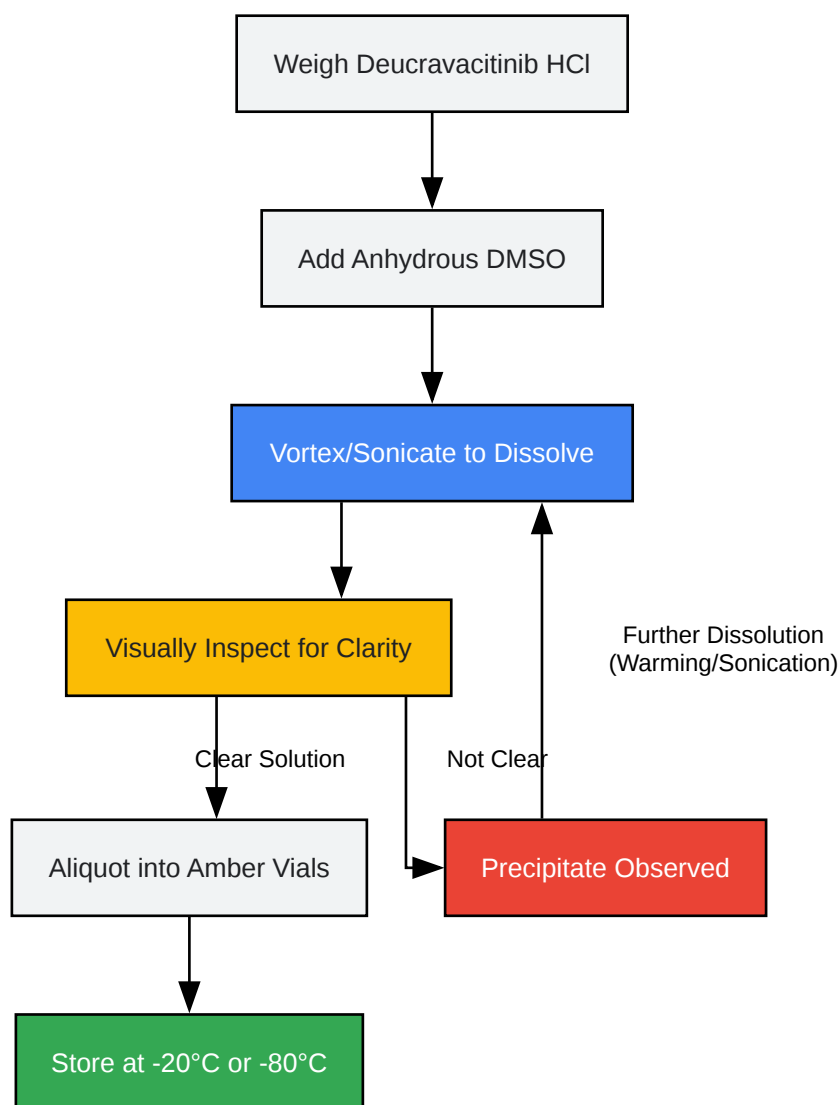 Weigh Deucravacitinib HCl
Add Anhydrous DMSO
Vortex/Sonicate to Dissolve
Visually Inspect for Clarity
Further Dissolution
(Warming/Sonication)
Clear Solution
Not Clear
Aliquot into Amber Vials
Precipitate Observed
Store at -20°C or -80°C